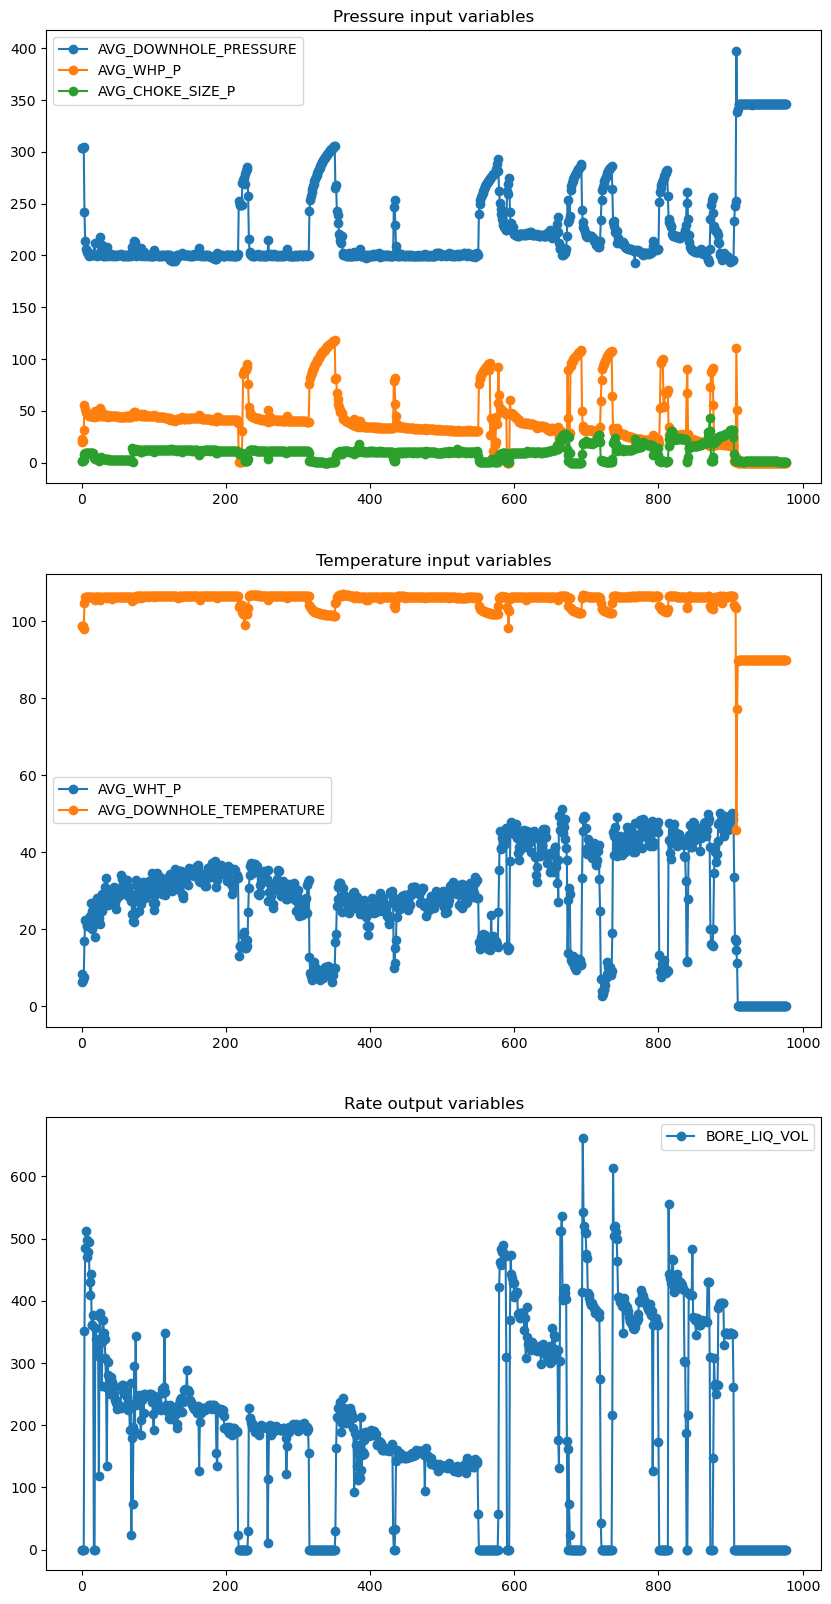 Pressure input variables
AVG_DOWNHOLE_PRESSURE
AVG_WHP_P
AVG_CHOKE_SIZE_P
400
350
300
250
200
150
100
50
0
0 200 400 600 800 1000
Temperature input variables
100
80
60
AVG_WHT_P
AVG_DOWNHOLE_TEMPERATURE
40
20
0
0 200 400 600 800 1000
Rate output variables
BORE_LIQ_VOL
600
500
400
300
200
100
0
0 200 400 600 800 1000